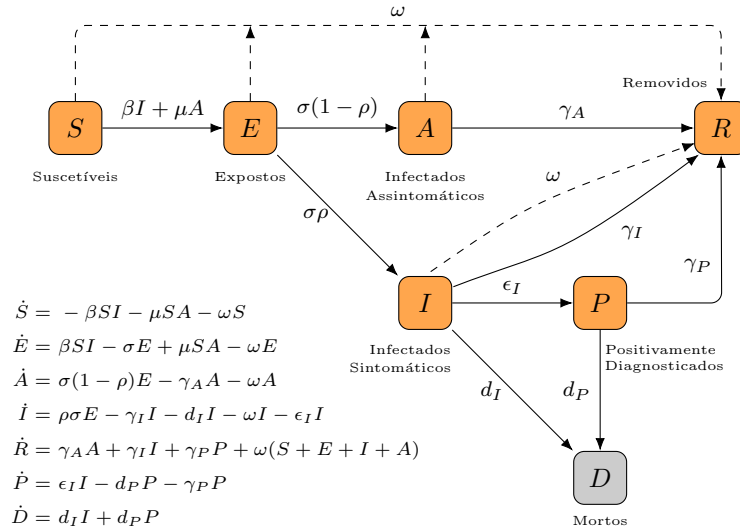 ω
Removidos
βI + μA
σ(1 − ρ)
γ_A
S
E
A
R
Suscetíveis
Expostos
Infectados
Assintomáticos
ω
σρ
γ_I
γ_P
ϵ_I
I
P
Infectados
Sintomáticos
Positivamente
Diagnosticados
d_I
d_P
D
Mortos
Ṡ = − βSI − μSA − ωS
Ė = βSI − σE + μSA − ωE
Ȧ = σ(1 − ρ)E − γ_A A − ωA
İ = ρσE − γ_I I − d_I I − ωI − ϵ_I I
Ṙ = γ_A A + γ_I I + γ_P P + ω(S + E + I + A)
Ṗ = ϵ_I I − d_P P − γ_P P
Ḋ = d_I I + d_P P